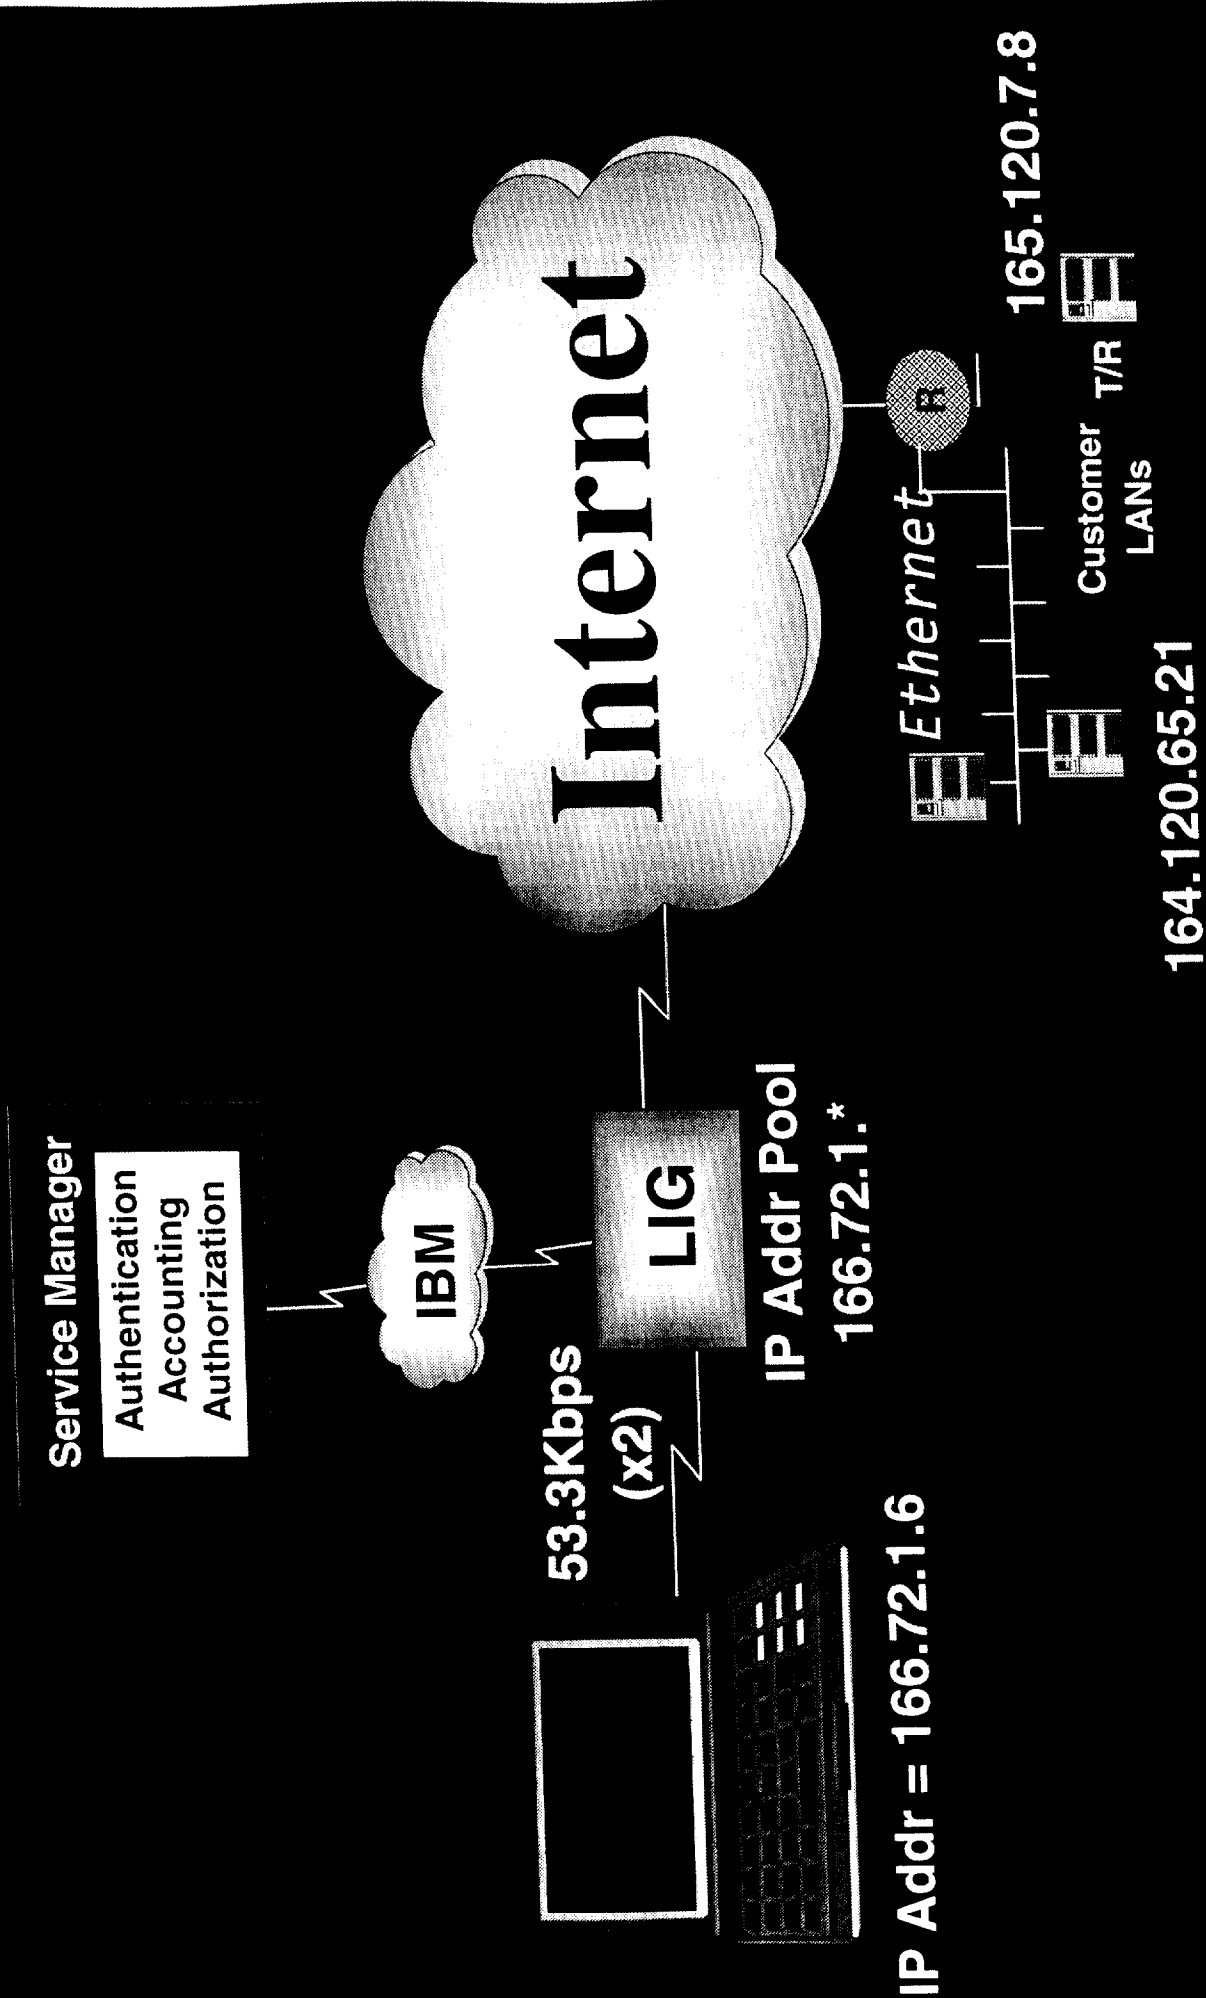 Service Manager
Authentication
Accounting
Authorization
IBM
53.3Kbps
(x2)
LIG
IP Addr Pool
166.72.1.*
IP Addr = 166.72.1.6
Internet
Ethernet
R
165.120.7.8
T/R
Customer
LANs
164.120.65.21